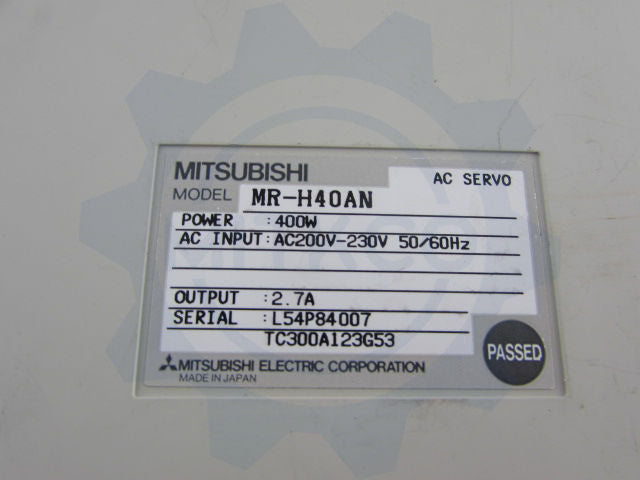 MITSUBISHI
AC SERVO
MODEL MR-H40AN
POWER :400W
AC INPUT:AC200V-230V 50/60Hz
OUTPUT :2.7A
SERIAL :L54P84007
TC300A123G53
PASSED
MITSUBISHI ELECTRIC CORPORATION
MADE IN JAPAN